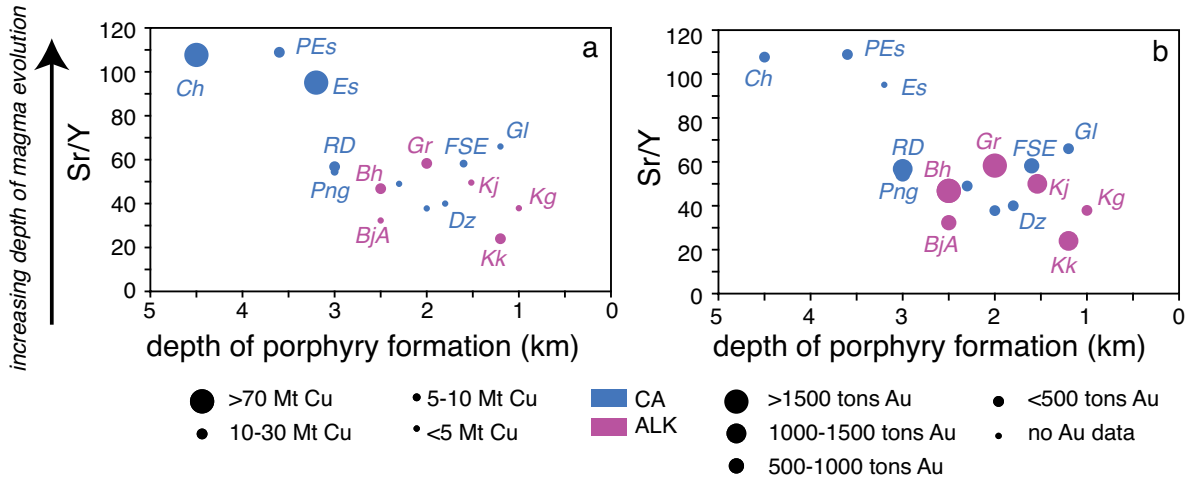 increasing depth of magma evolution
Sr/Y
120
100
80
60
40
20
0
5
4
3
2
1
0
depth of porphyry formation (km)
a
Ch
PEs
Es
RD
Png
Bh
BjA
Gr
FSE
Gl
Kj
Dz
Kg
Kk
Sr/Y
120
100
80
60
40
20
0
5
4
3
2
1
0
depth of porphyry formation (km)
b
Ch
PEs
Es
RD
Png
Bh
BjA
Gr
FSE
Gl
Kj
Dz
Kg
Kk
>70 Mt Cu
10-30 Mt Cu
5-10 Mt Cu
<5 Mt Cu
CA
ALK
>1500 tons Au
1000-1500 tons Au
500-1000 tons Au
<500 tons Au
no Au data